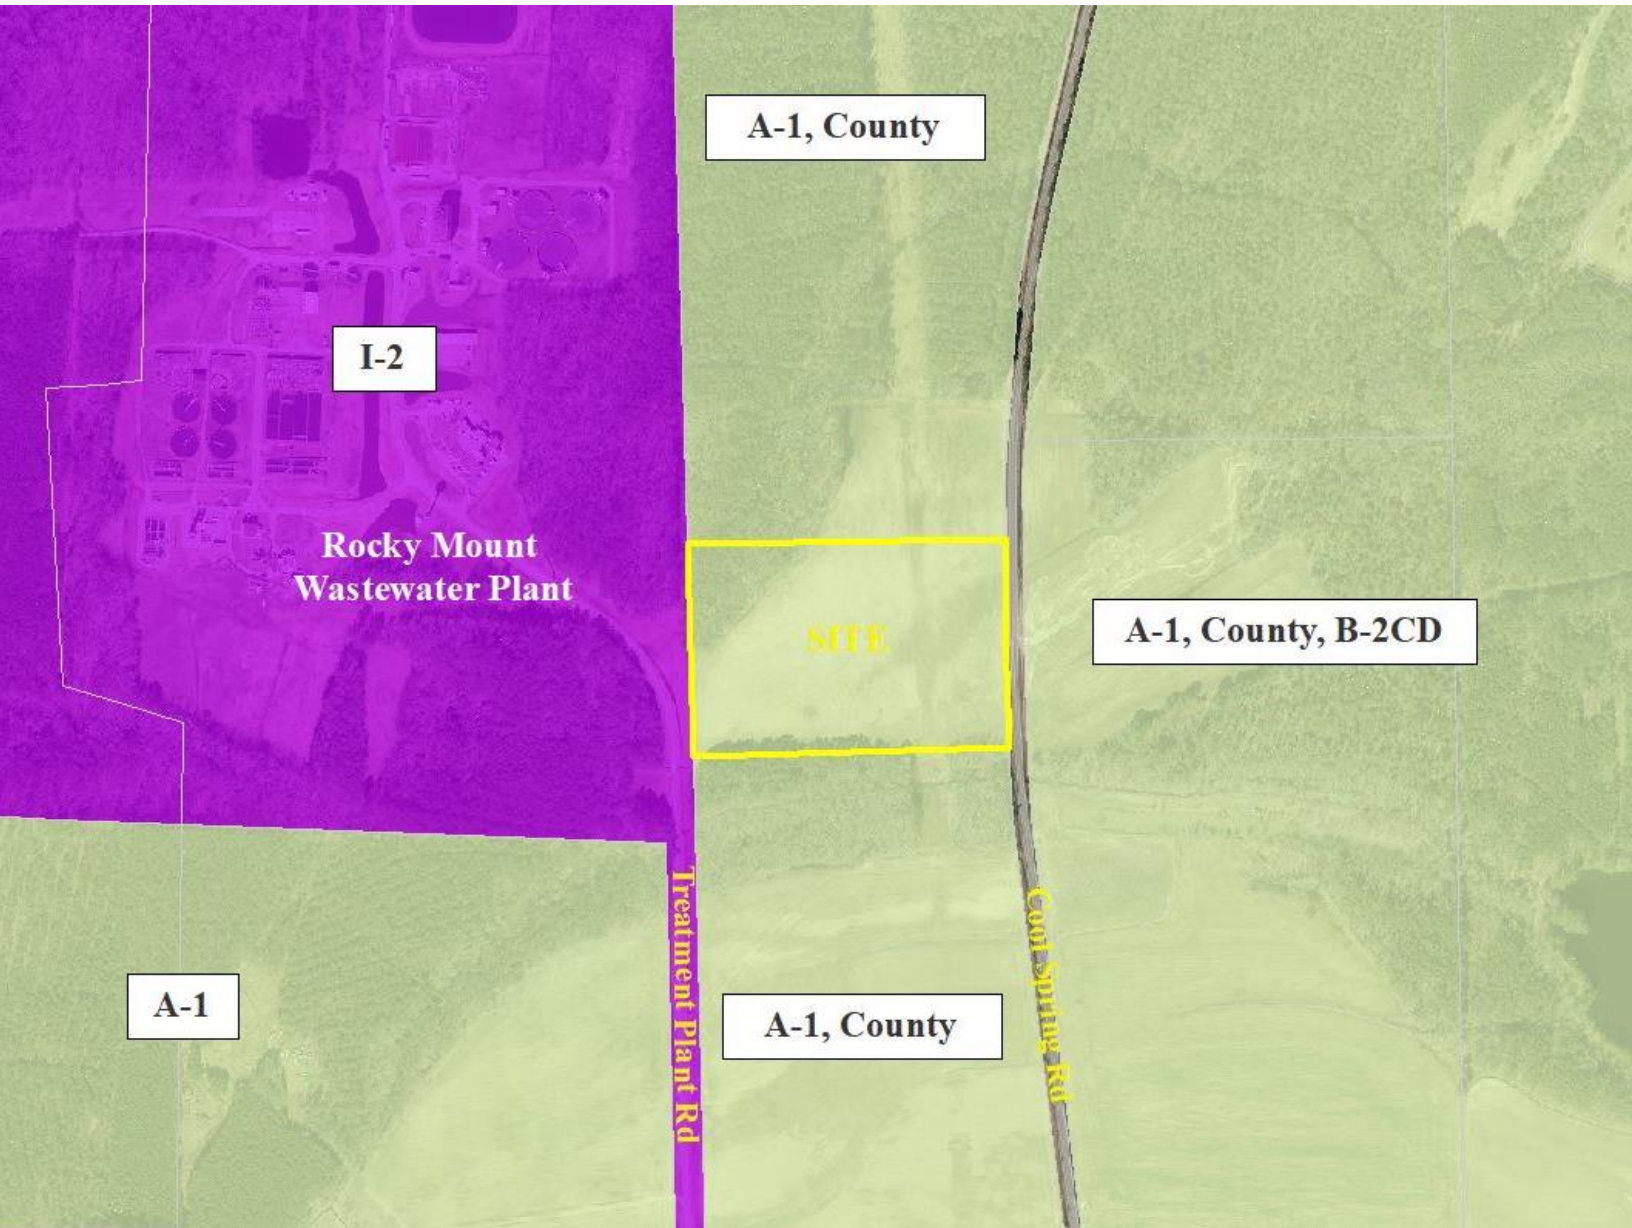 A-1, County
I-2
Rocky Mount
Wastewater Plant
SITE
A-1, County, B-2CD
Treatment Plant Rd
Cool Spring Rd
A-1
A-1, County